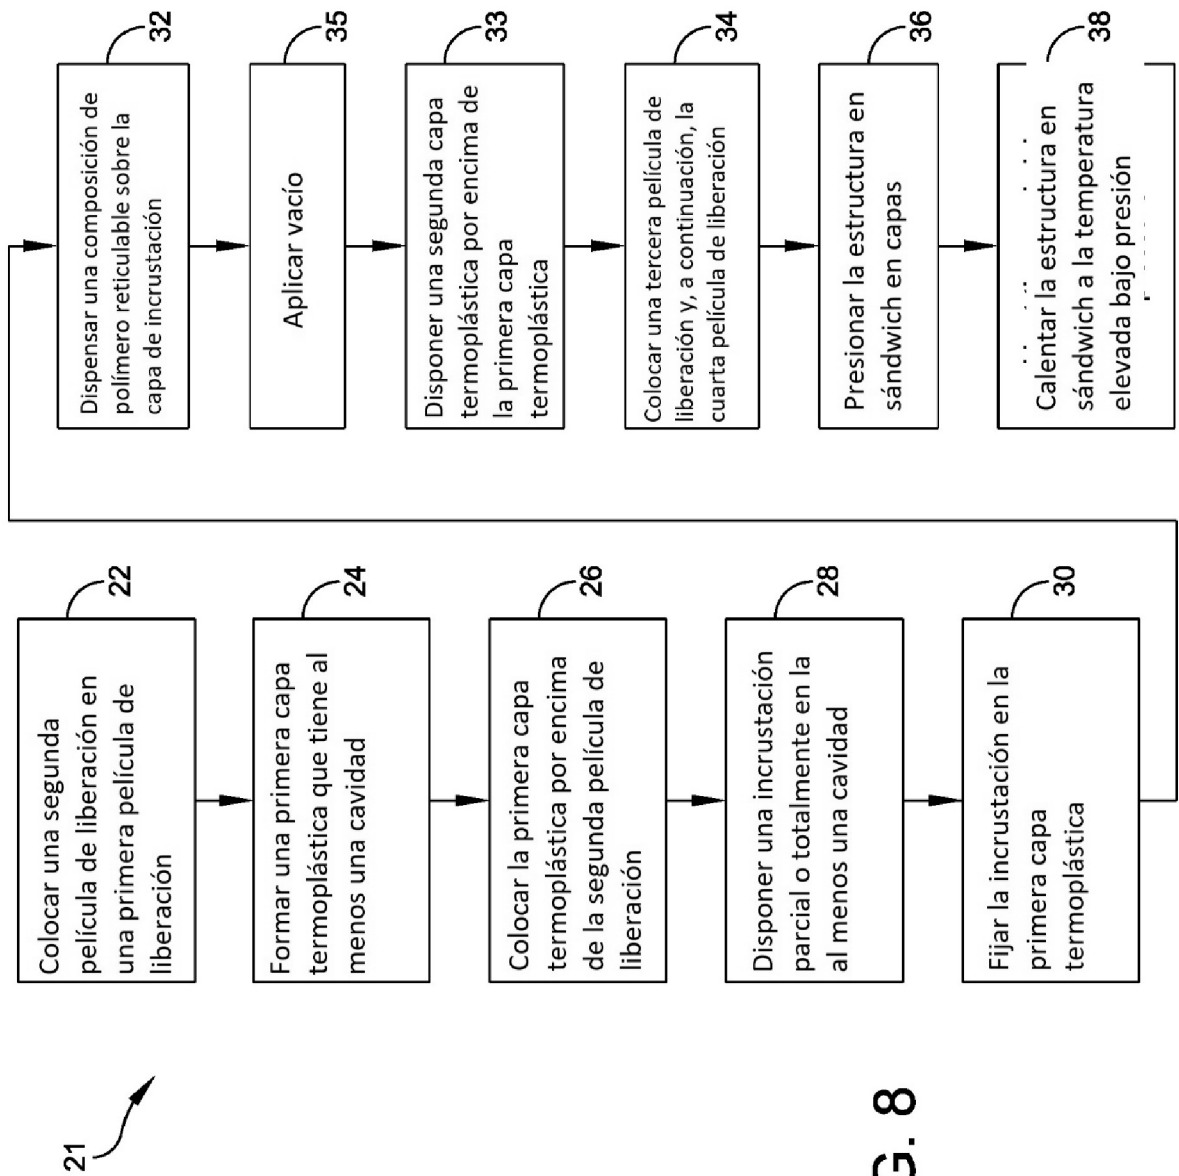 21
22
Colocar una segunda
película de liberación en
una primera película de
liberación
24
Formar una primera capa
termoplástica que tiene al
menos una cavidad
26
Colocar la primera capa
termoplástica por encima
de la segunda película de
liberación
28
Disponer una incrustación
parcial o totalmente en la
al menos una cavidad
30
Fijar la incrustación en la
primera capa
termoplástica
32
Dispensar una composición de
polímero reticulable sobre la
capa de incrustación
35
Aplicar vacío
33
Disponer una segunda capa
termoplástica por encima de
la primera capa
termoplástica
34
Colocar una tercera película de
liberación y, a continuación, la
cuarta película de liberación
36
Presionar la estructura en
sándwich en capas
38
Calentar la estructura en
sándwich a la temperatura
elevada bajo presión
G. 8